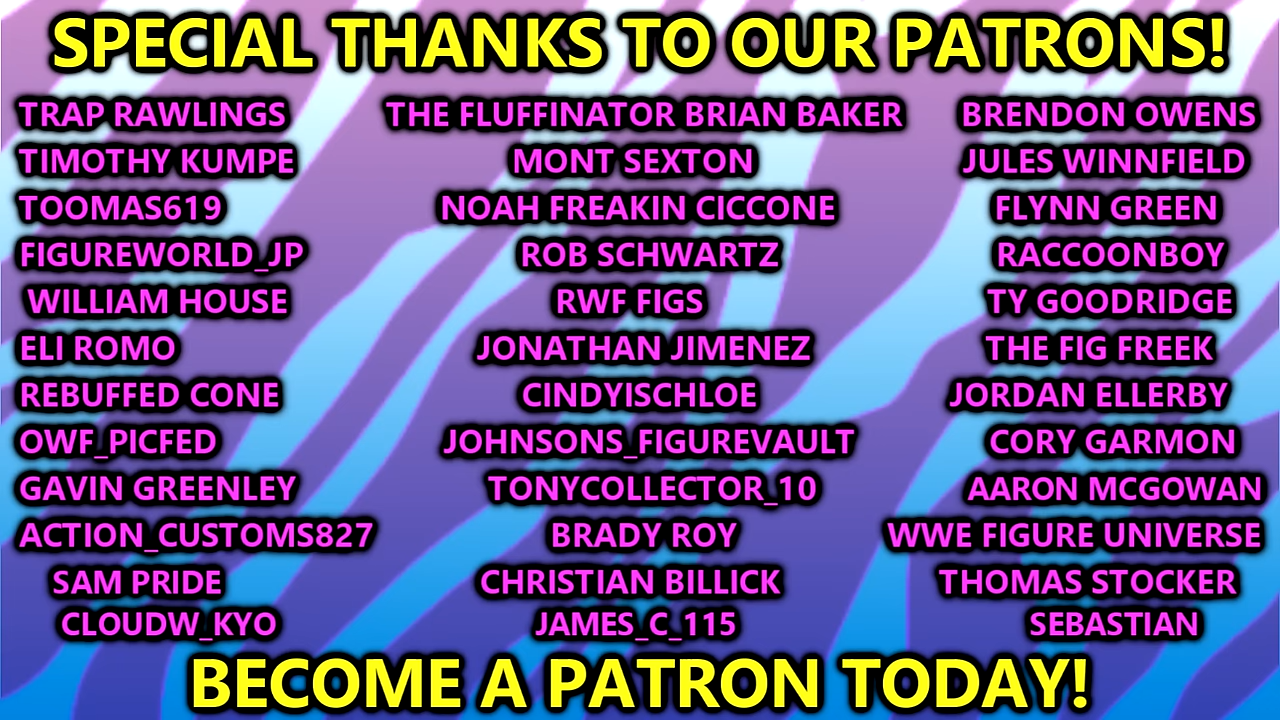 SPECIAL THANKS TO OUR PATRONS!
TRAP RAWLINGS THE FLUFFINATOR BRIAN BAKER BRENDON OWENS
TIMOTHY KUMPE MONT SEXTON JULES WINNFIELD
TOOMAS619 NOAH FREAKIN CICCONE FLYNN GREEN
FIGUREWORLD_JP ROB SCHWARTZ RACCOONBOY
WILLIAM HOUSE RWF FIGS TY GOODRIDGE
ELI ROMO JONATHAN JIMENEZ THE FIG FREEK
REBUFFED CONE CINDYISCHLOE JORDAN ELLERBY
OWF_PICFED JOHNSONS_FIGUREVAULT CORY GARMON
GAVIN GREENLEY TONYCOLLECTOR_10 AARON MCGOWAN
ACTION_CUSTOMS827 BRADY ROY WWE FIGURE UNIVERSE
SAM PRIDE CHRISTIAN BILLICK THOMAS STOCKER
CLOUDW_KYO JAMES_C_115 SEBASTIAN
BECOME A PATRON TODAY!